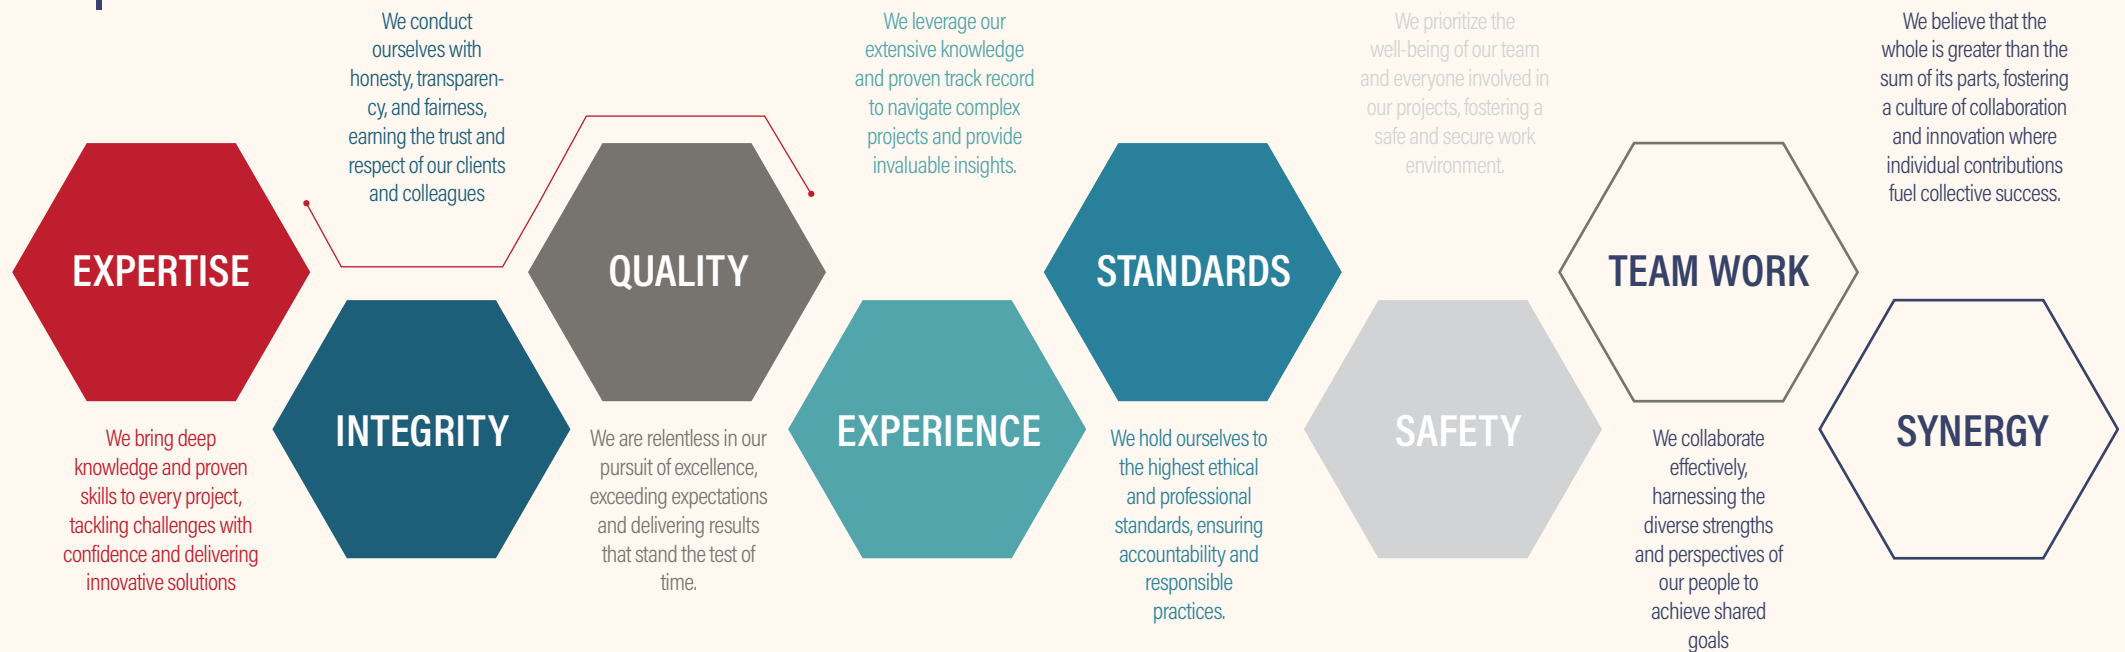 EXPERTISE
We bring deep
knowledge and proven
skills to every project,
tackling challenges with
confidence and delivering
innovative solutions
We conduct
ourselves with
honesty, transparen-
cy, and fairness,
earning the trust and
respect of our clients
and colleagues
INTEGRITY
QUALITY
We are relentless in our
pursuit of excellence,
exceeding expectations
and delivering results
that stand the test of
time.
We leverage our
extensive knowledge
and proven track record
to navigate complex
projects and provide
invaluable insights.
EXPERIENCE
STANDARDS
We hold ourselves to
the highest ethical
and professional
standards, ensuring
accountability and
responsible
practices.
We prioritize the
well-being of our team
and everyone involved in
our projects, fostering a
safe and secure work
environment.
SAFETY
TEAM WORK
We collaborate
effectively,
harnessing the
diverse strengths
and perspectives of
our people to
achieve shared
goals
We believe that the
whole is greater than the
sum of its parts, fostering
a culture of collaboration
and innovation where
individual contributions
fuel collective success.
SYNERGY